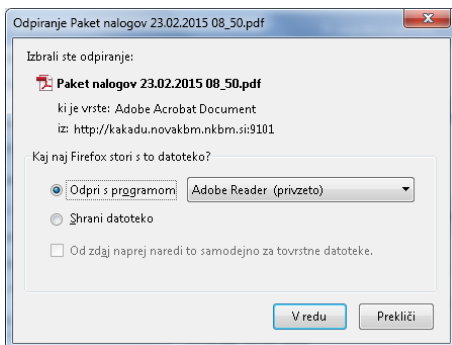 Odpiranje Paket nalogov 23.02.2015 08_50.pdf
Izbrali ste odpiranje:
Paket nalogov 23.02.2015 08_50.pdf
ki je vrste: Adobe Acrobat Document
iz: http://kakadu.novakbm.nkbm.si:9101
Kaj naj Firefox stori s to datoteko?
Odpri s programom Adobe Reader (privzeto)
Shrani datoteko
Od zdaj naprej naredi to samodejno za tovrstne datoteke.
V redu Prekliči